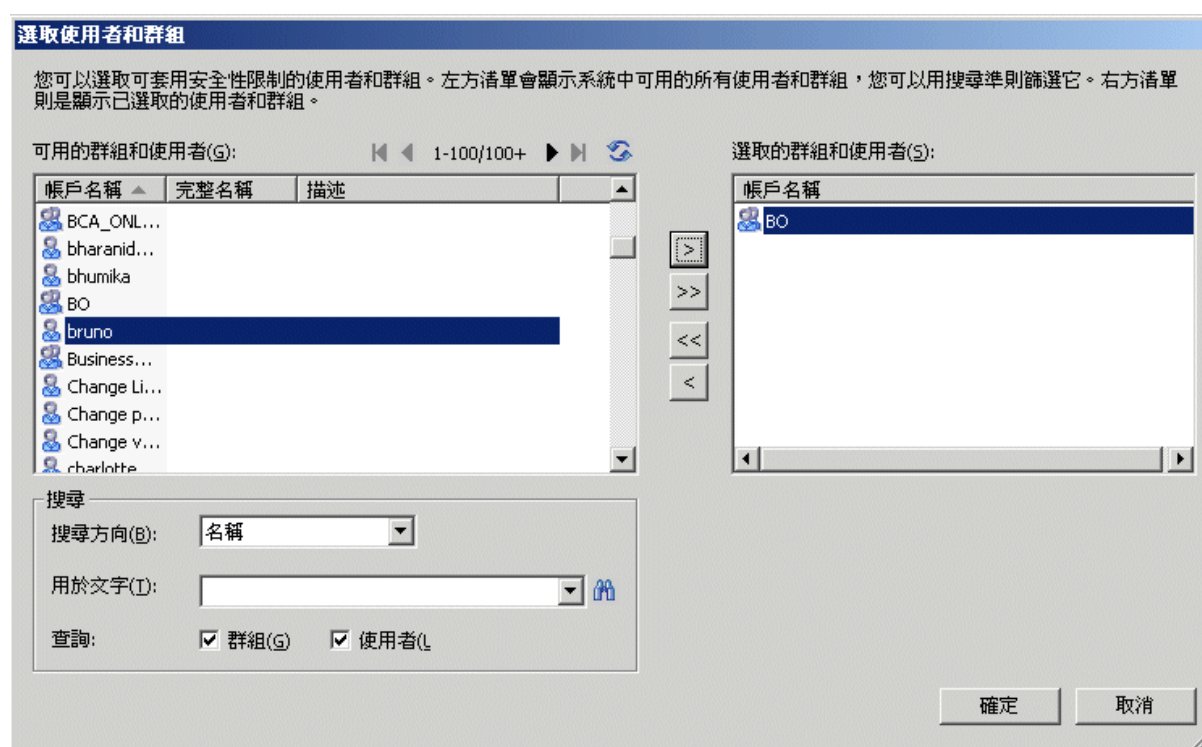 選取使用者和群組
您可以選取可套用安全性限制的使用者和群組。左方清單會顯示系統中可用的所有使用者和群組，您可以用搜尋準則篩選它。右方清單
則是顯示已選取的使用者和群組。
可用的群組和使用者(G):
1-100/100+
選取的群組和使用者(S):
帳戶名稱 完整名稱 描述
帳戶名稱
BCA_ONL...
BO
bharanid...
bhumika
BO
bruno
Business...
Change Li...
Change p...
Change v...
charlotte
>
>>
<<
<
搜尋
搜尋方向(B):
名稱
用於文字(T):
查詢:
群組(G)
使用者(L
確定
取消